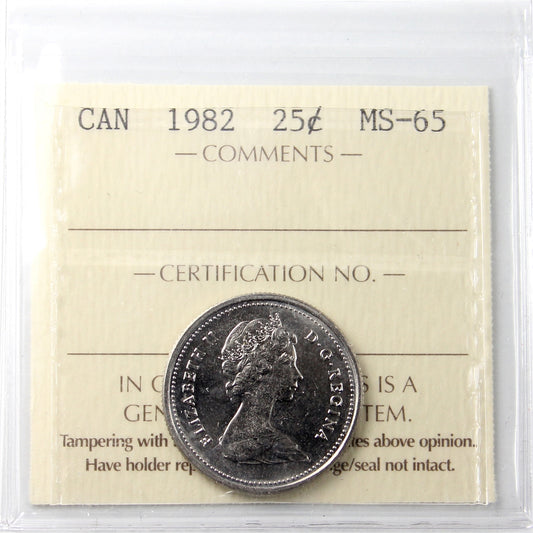 CAN 1982 25¢ MS-65
— COMMENTS —
— CERTIFICATION NO. —
IN S IS A
GEN TEM.
Tampering with tes above opinion.
Have holder rep ge/seal not intact.
ELIZABETH II D·G·REGINA